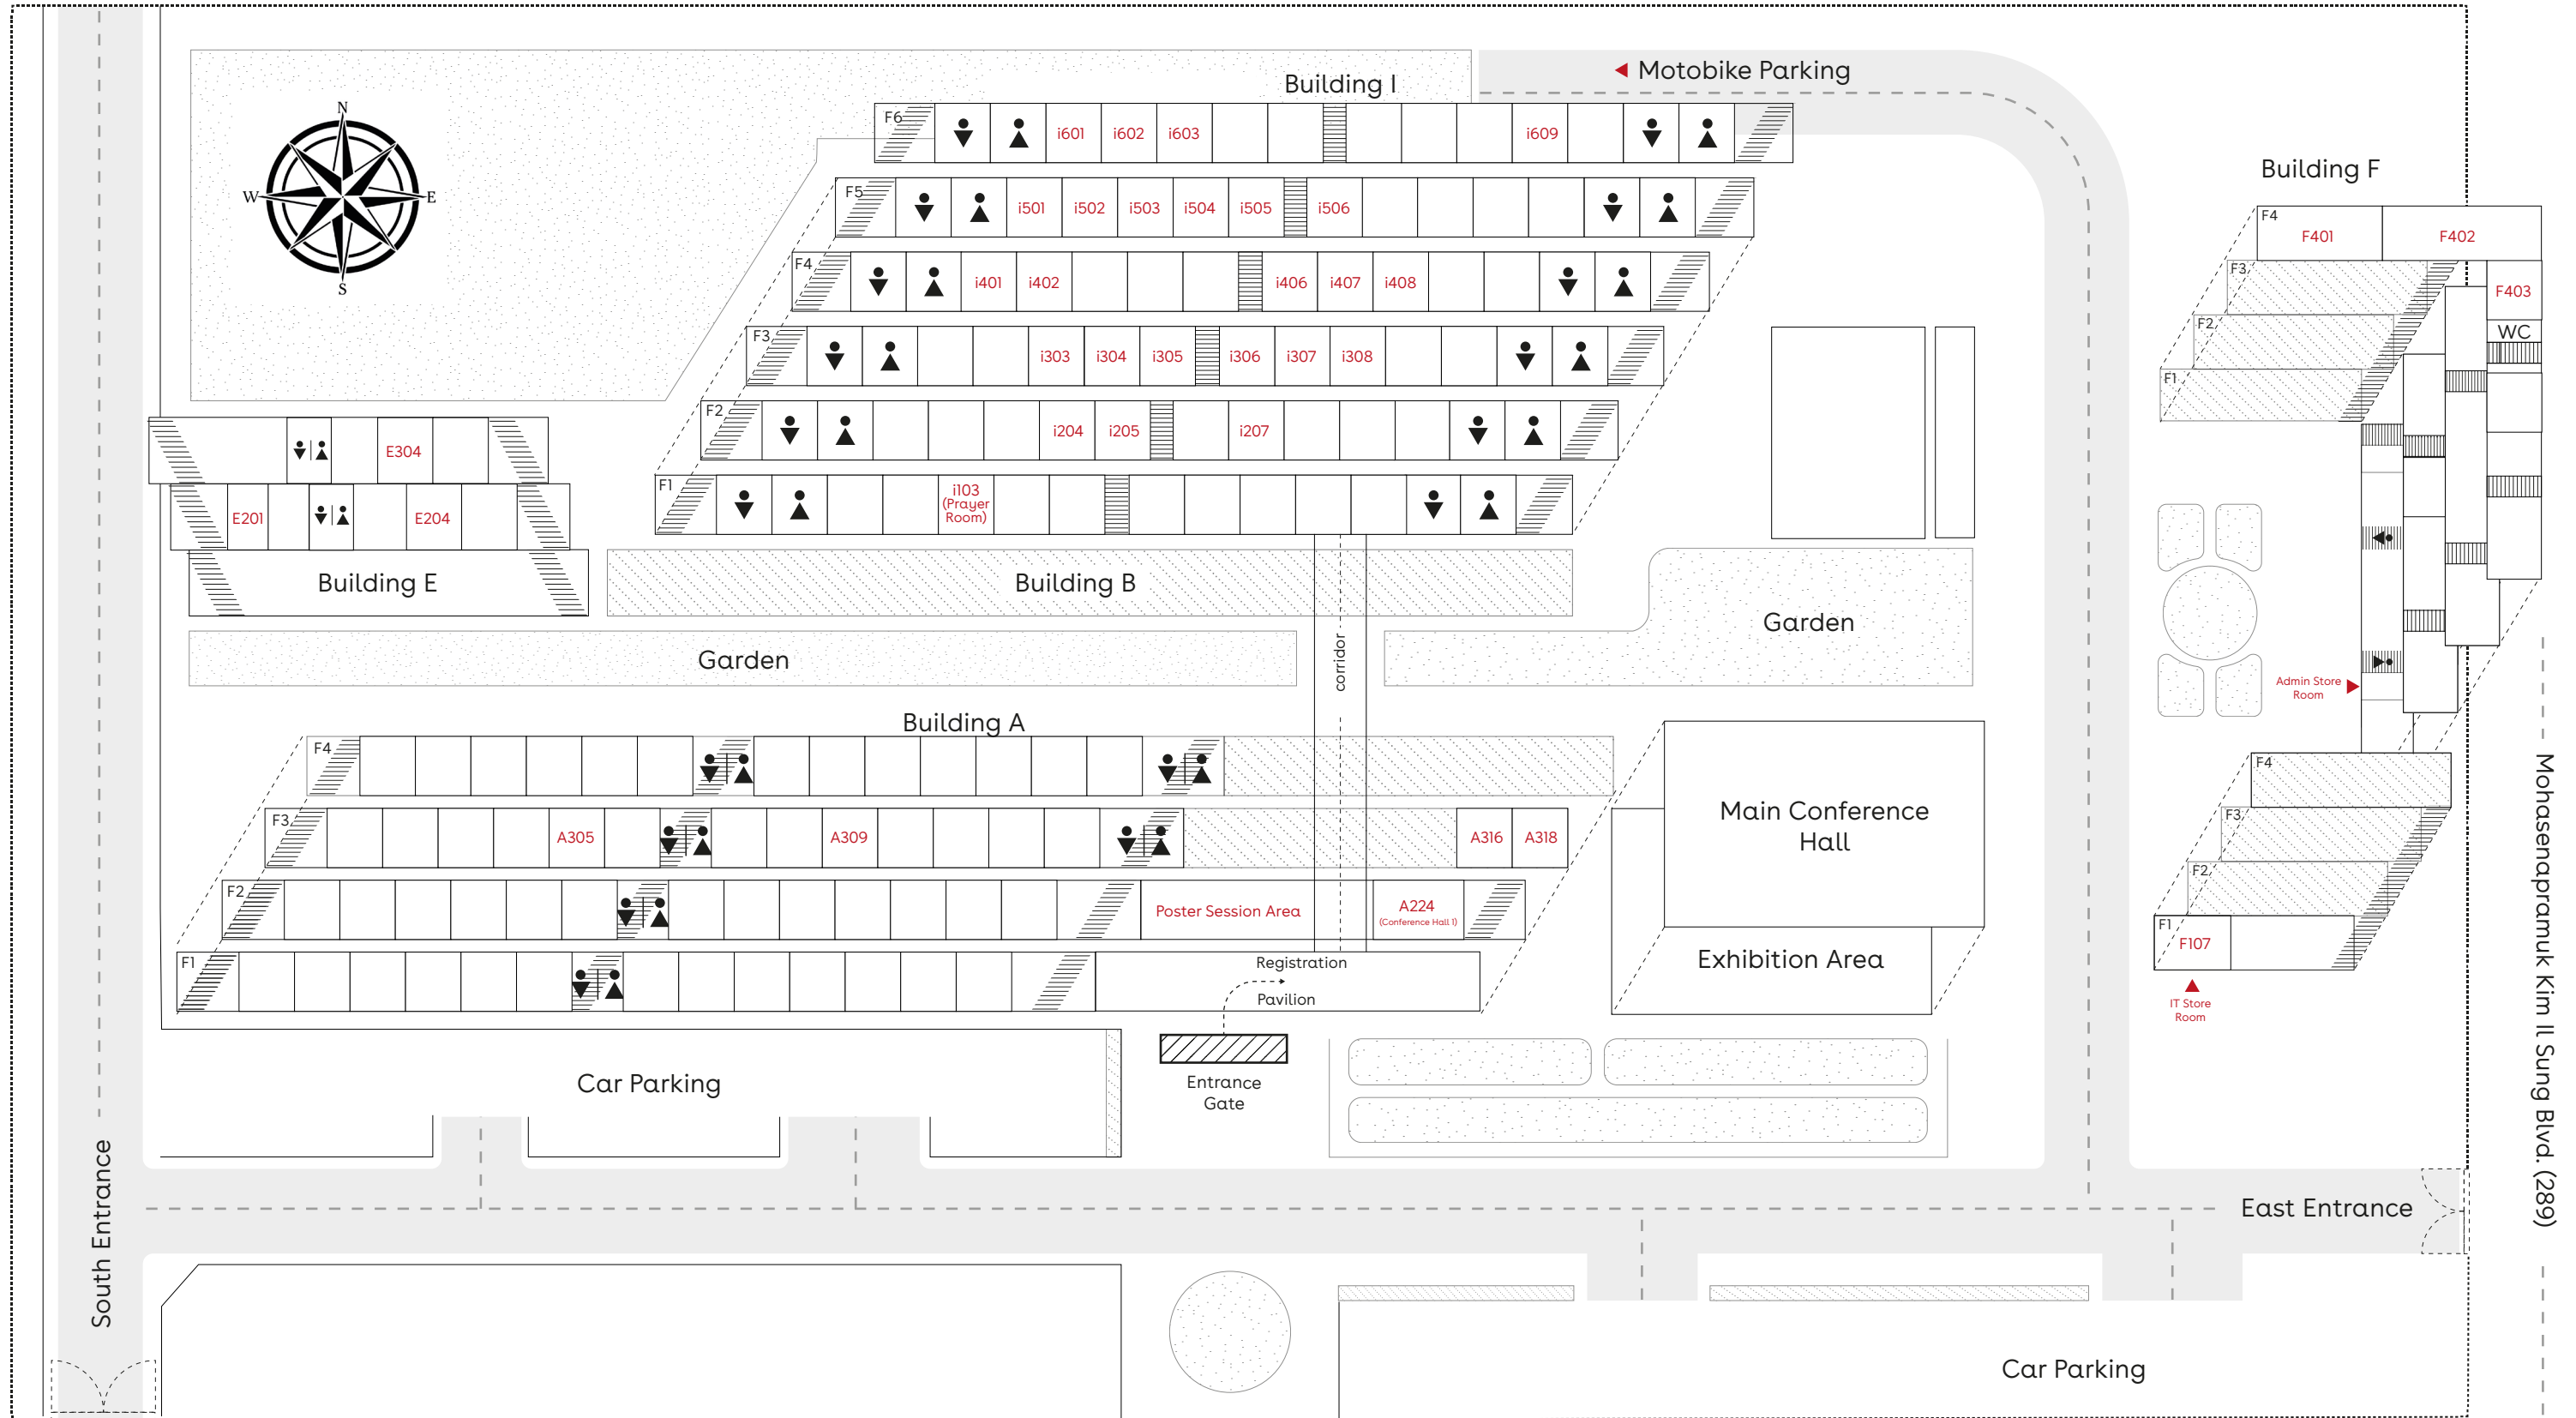 Motobike Parking
Building I
N
W
E
S
F6
i601
i602
i603
i609
F5
i501
i502
i503
i504
i505
i506
F4
i401
i402
i406
i407
i408
F3
i303
i304
i305
i306
i307
i308
F2
i204
i205
i207
F1
i103
(Prayer
Room)
Building F
F4
F401
F402
F3
F403
F2
WC
F1
E304
E201
E204
Building E
Building B
Garden
Garden
corridor
Admin Store
Room
Building A
F4
F3
A305
A309
A316
A318
F2
Poster Session Area
A224
(Conference Hall 1)
F1
Registration
Pavilion
Main Conference
Hall
Exhibition Area
F4
F3
F2
F1
F107
IT Store
Room
Mohasenapramuk Kim Il Sung Blvd. (289)
Entrance
Gate
Car Parking
South Entrance
East Entrance
Car Parking